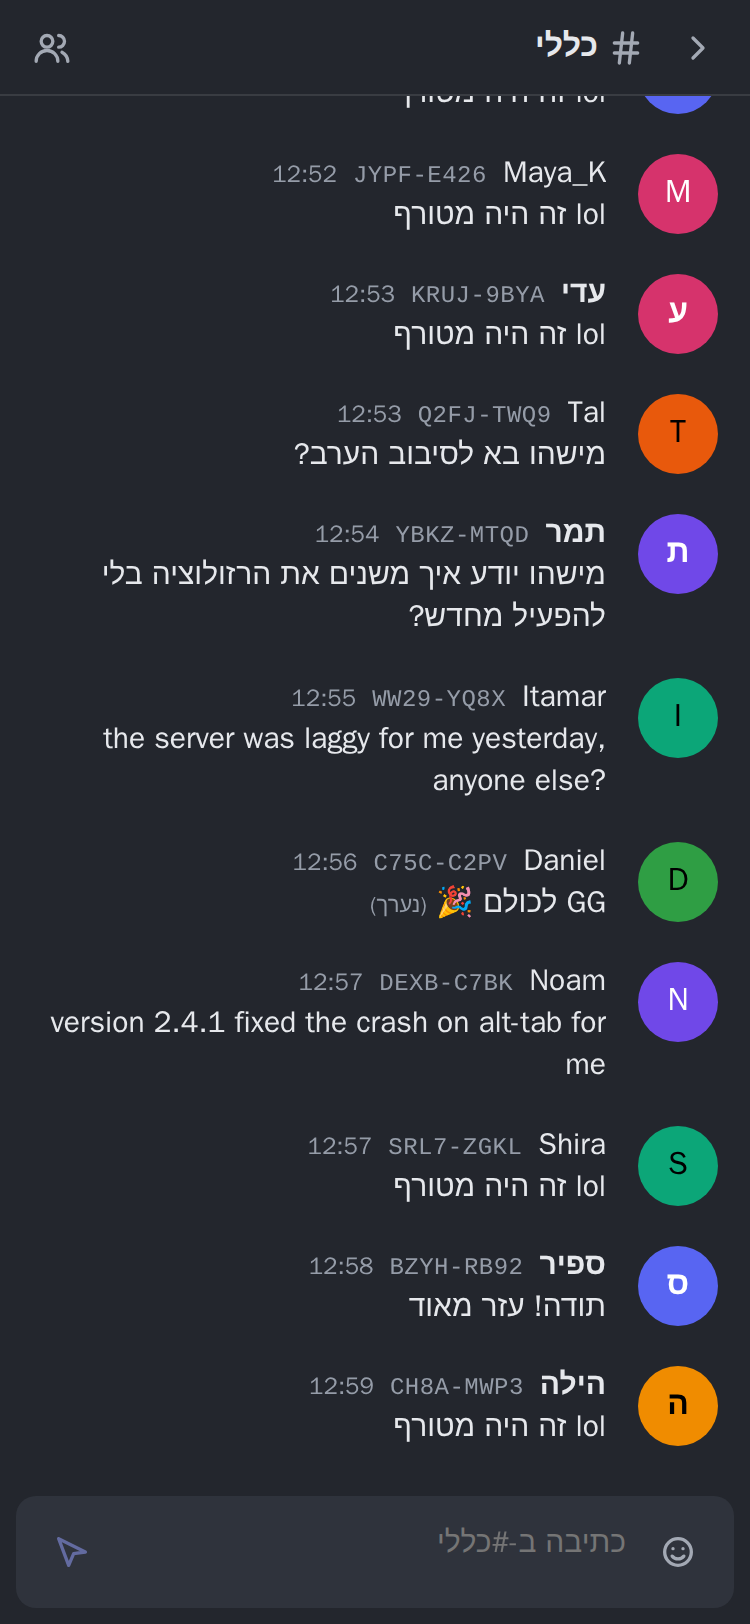 # כללי
lol זה היה מטורף
M
Maya_K JYPF-E426 12:52
lol זה היה מטורף
ע
עדי KRUJ-9BYA 12:53
lol זה היה מטורף
T
Tal Q2FJ-TWQ9 12:53
מישהו בא לסיבוב הערב?
ת
תמר YBKZ-MTQD 12:54
מישהו יודע איך משנים את הרזולוציה בלי
להפעיל מחדש?
I
Itamar WW29-YQ8X 12:55
the server was laggy for me yesterday,
anyone else?
D
Daniel C75C-C2PV 12:56
GG לכולם 🎉 (נערך)
N
Noam DEXB-C7BK 12:57
version 2.4.1 fixed the crash on alt-tab for
me
S
Shira SRL7-ZGKL 12:57
lol זה היה מטורף
ס
ספיר BZYH-RB92 12:58
תודה! עזר מאוד
ה
הילה CH8A-MWP3 12:59
lol זה היה מטורף
כתיבה ב-#כללי